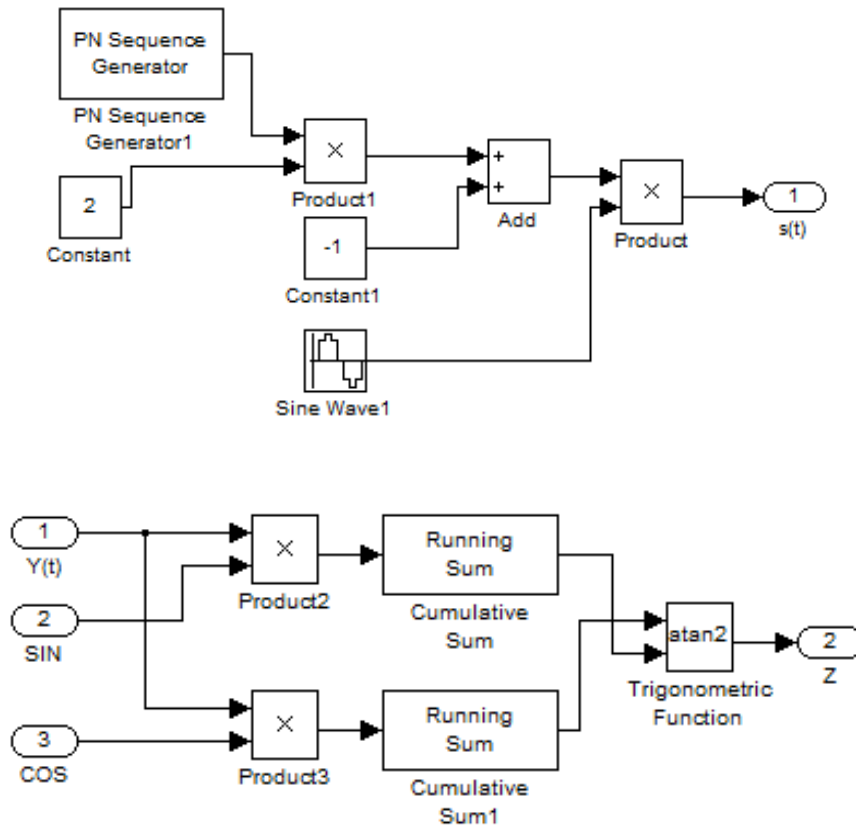 PN Sequence
Generator
PN Sequence
Generator1
×
Product1
2
Constant
+
+
Add
-1
Constant1
×
Product
1
s(t)
Sine Wave1
1
Y(t)
×
Product2
Running
Sum
Cumulative
Sum
2
SIN
atan2
Trigonometric
Function
2
Z
3
COS
×
Product3
Running
Sum
Cumulative
Sum1